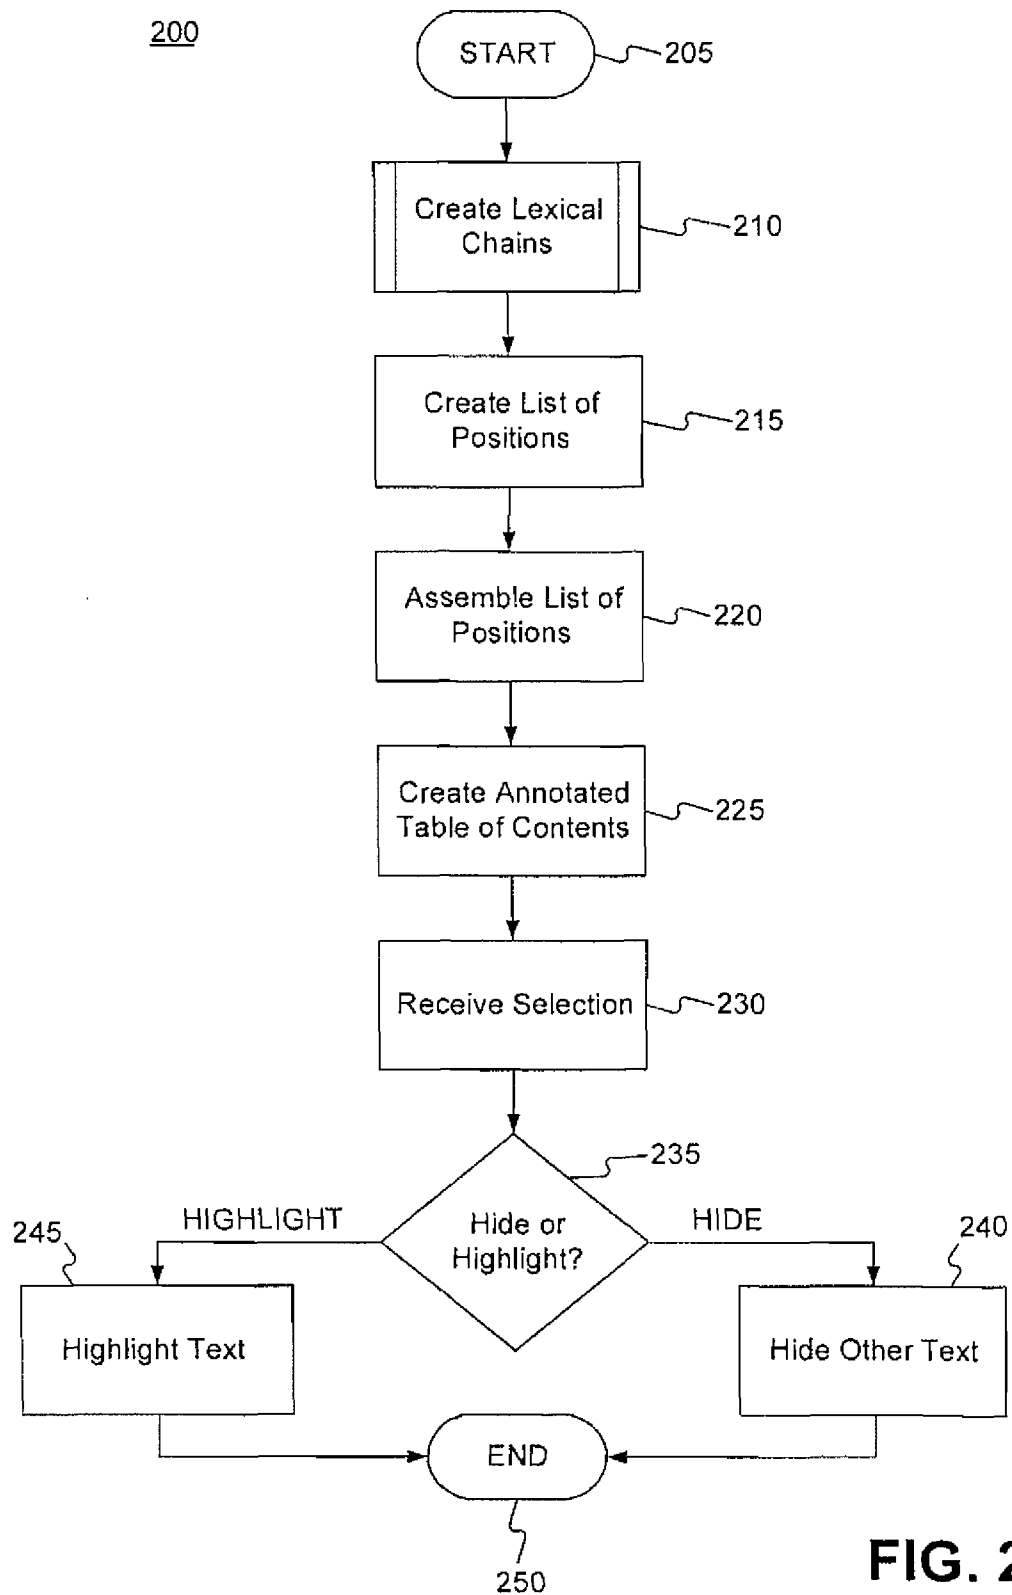 200
START
205
Create Lexical
Chains
210
Create List of
Positions
215
Assemble List of
Positions
220
Create Annotated
Table of Contents
225
Receive Selection
230
235
Hide or
Highlight?
HIGHLIGHT
HIDE
245
240
Highlight Text
Hide Other Text
END
250
FIG. 2